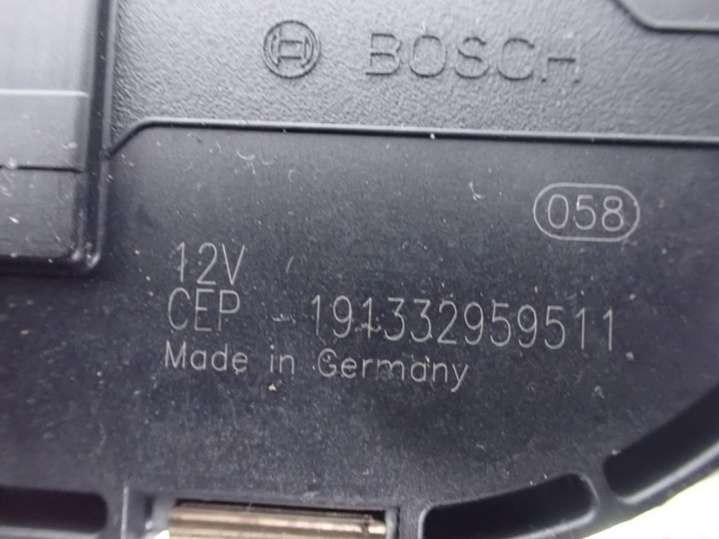 BOSCH
058
12V
CEP - 191332959511
Made in Germany